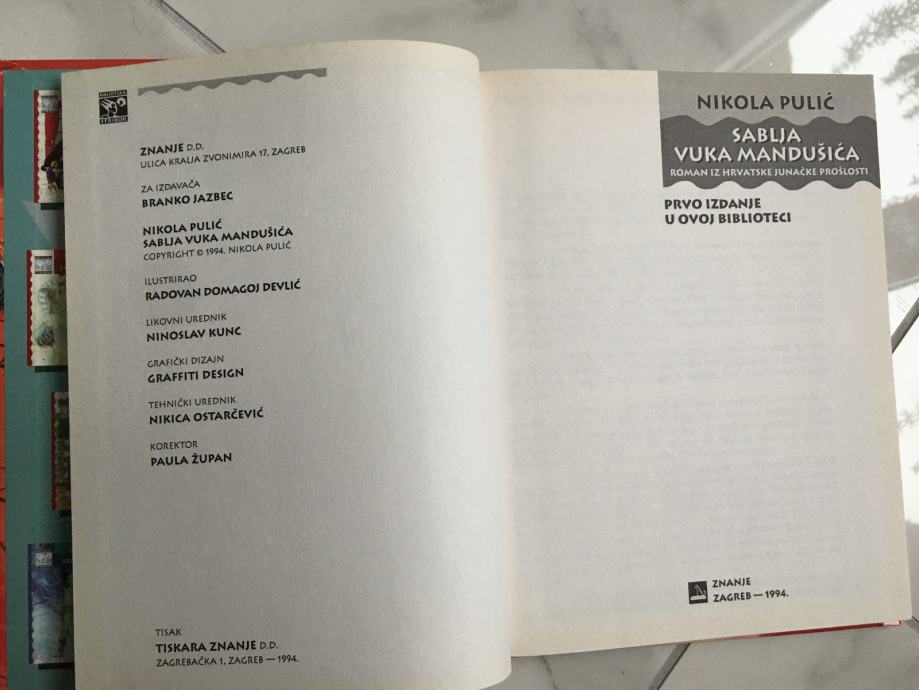 BIBLIOTEKA
STRIBOR
ZNANJE D.D.
ULICA KRALJA ZVONIMIRA 17, ZAGREB
ZA IZDAVAČA
BRANKO JAZBEC
NIKOLA PULIĆ
SABLJA VUKA MANDUŠIĆA
COPYRIGHT © 1994. NIKOLA PULIĆ
ILUSTRIRAO
RADOVAN DOMAGOJ DEVLIĆ
LIKOVNI UREDNIK
NINOSLAV KUNC
GRAFIČKI DIZAJN
GRAFFITI DESIGN
TEHNIČKI UREDNIK
NIKICA OSTARČEVIĆ
KOREKTOR
PAULA ŽUPAN
TISAK
TISKARA ZNANJE D.D.
ZAGREBAČKA 1, ZAGREB — 1994.
NIKOLA PULIĆ
SABLJA
VUKA MANDUŠIĆA
ROMAN IZ HRVATSKE JUNAČKE PROŠLOSTI
PRVO IZDANJE
U OVOJ BIBLIOTECI
ZNANJE
ZAGREB — 1994.